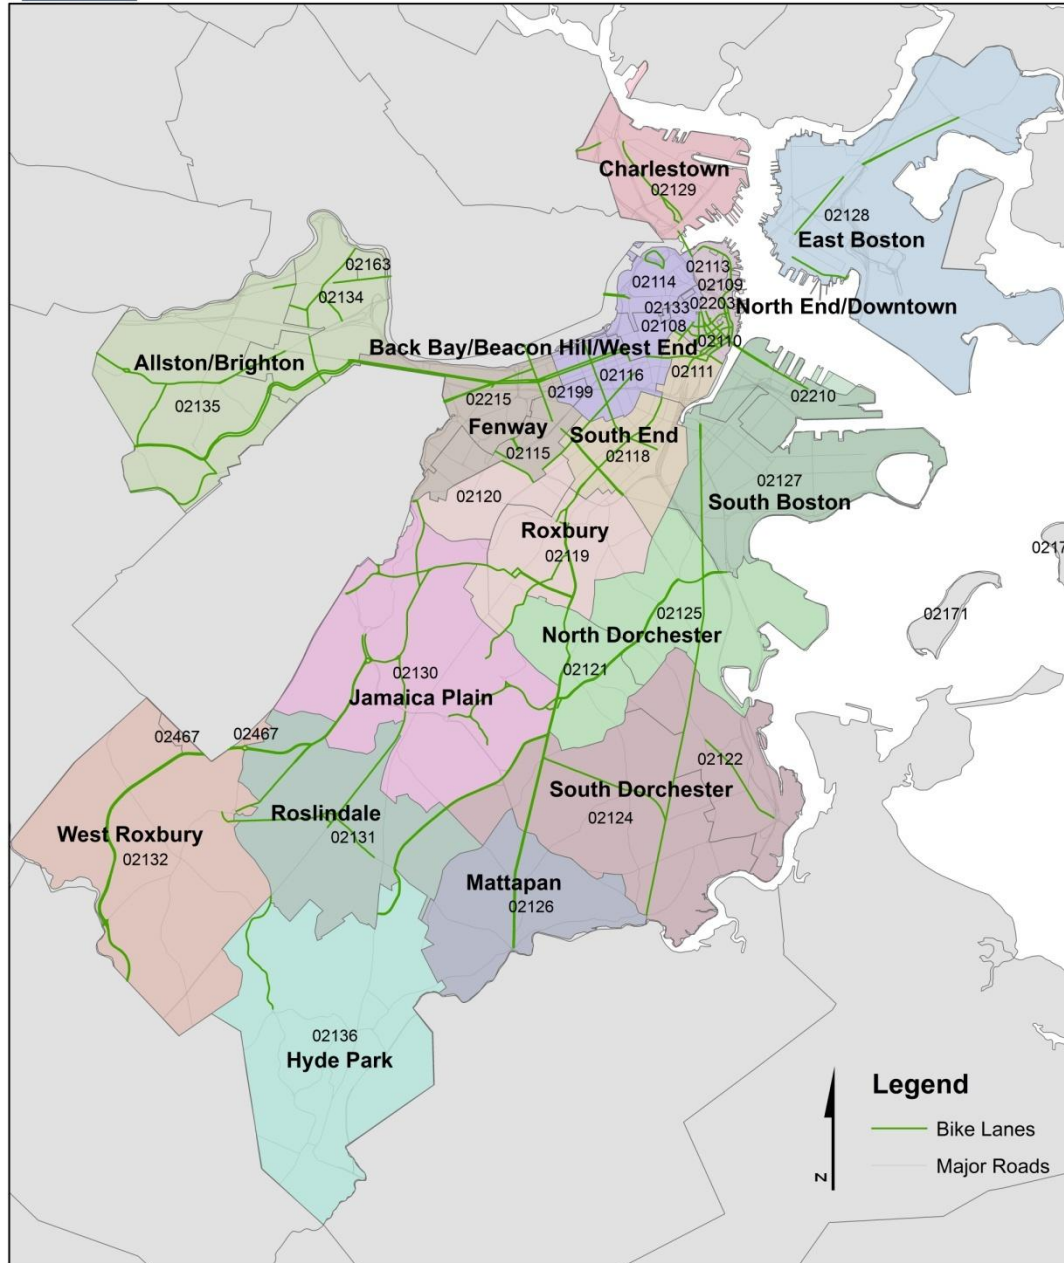 Charlestown
02129
02128
East Boston
02163
02134
02113
02114
02109
02133
02203
North End/Downtown
02108
02110
Back Bay/Beacon Hill/West End
Allston/Brighton
02111
02116
02135
02199
02215
02210
Fenway
South End
02115
02118
02127
02120
South Boston
Roxbury
02119
0217
02125
02171
North Dorchester
02121
02130
Jamaica Plain
02467
02467
02122
South Dorchester
Roslindale
02124
West Roxbury
02131
02132
Mattapan
02126
02136
Hyde Park
Legend
Bike Lanes
Major Roads
N